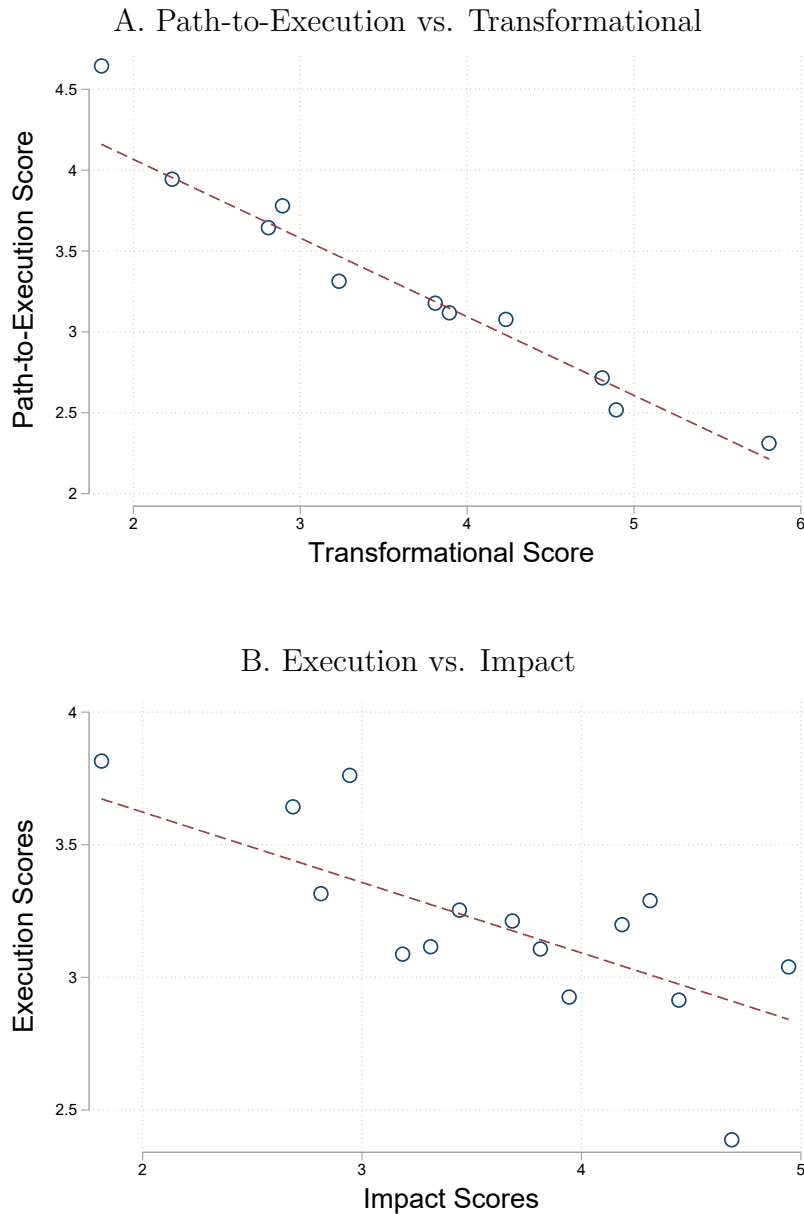 A. Path-to-Execution vs. Transformational
4.5
4
3.5
3
2.5
2
Path-to-Execution Score
2 3 4 5 6
Transformational Score
B. Execution vs. Impact
4
3.5
3
2.5
Execution Scores
2 3 4 5
Impact Scores